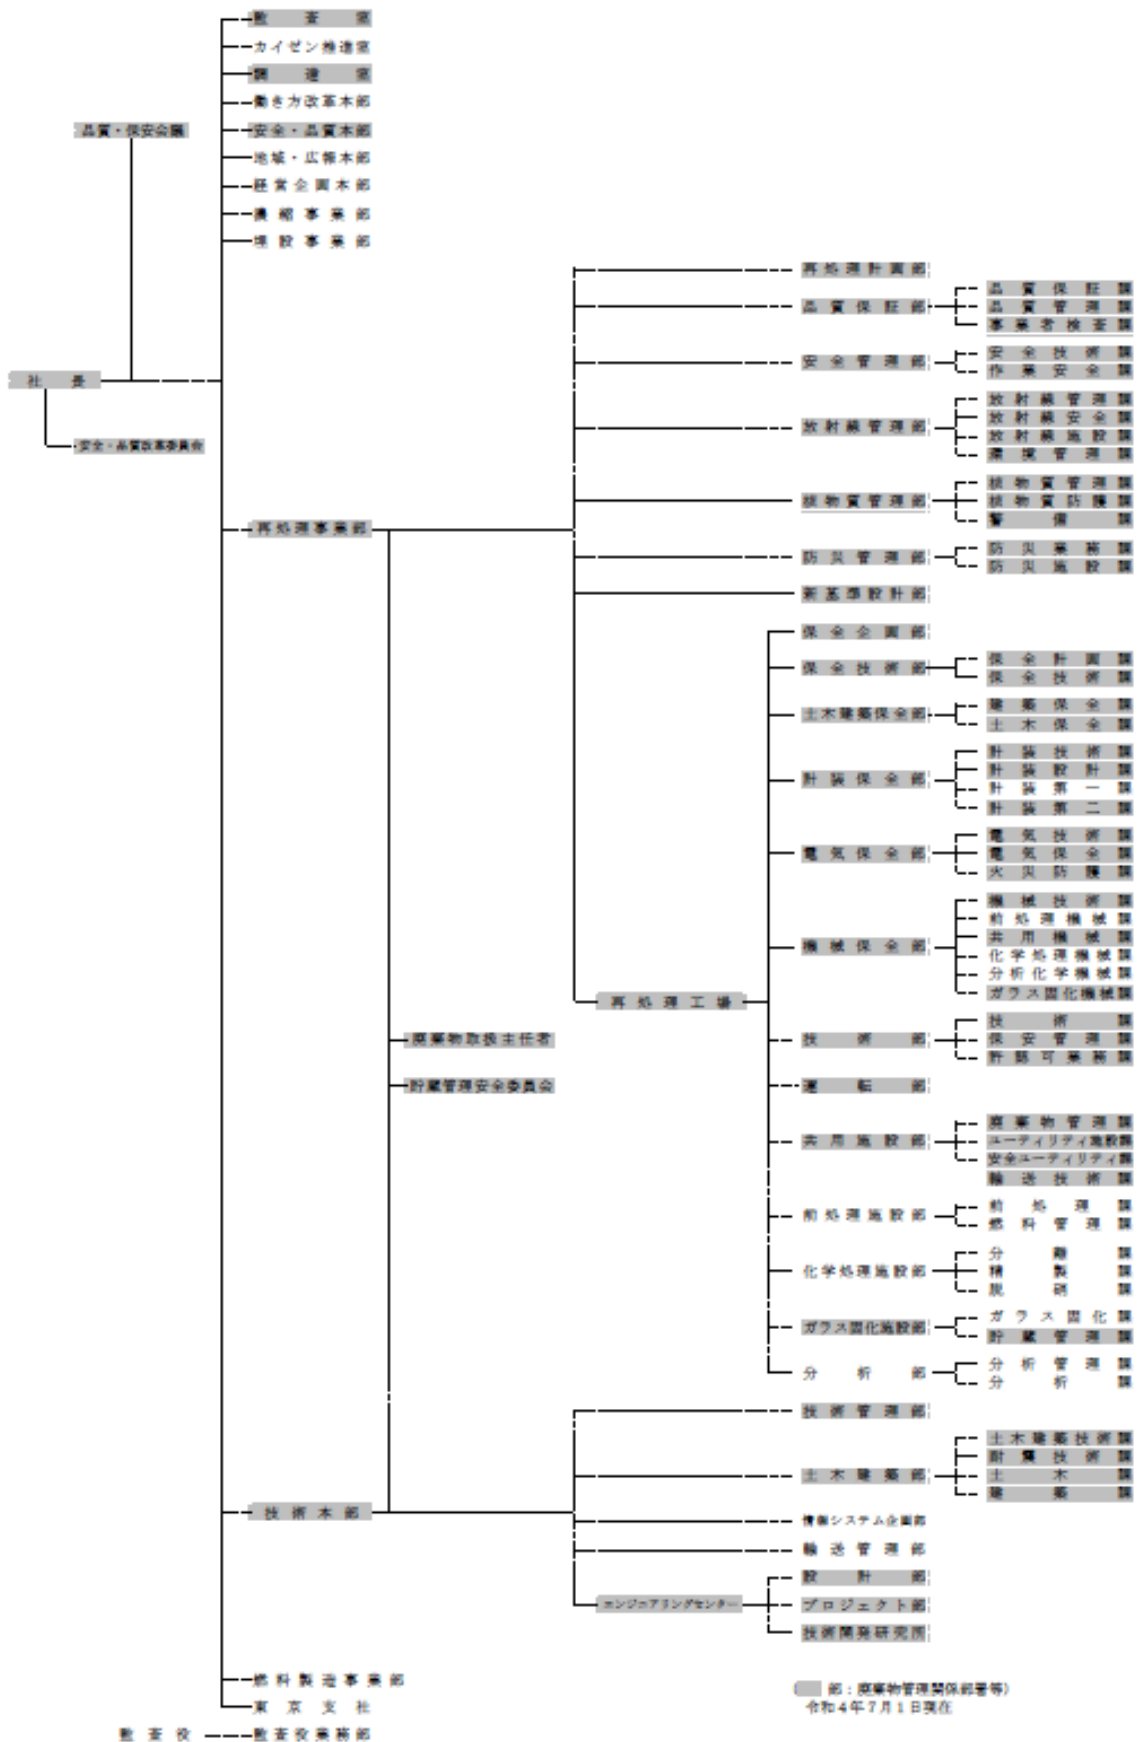 監査室
カイゼン推進室
調達室
働き方改革本部
品質・保安会議
安全・品質本部
地域・広報本部
経営企画本部
濃縮事業部
埋設事業部
社長
安全・品質改革委員会
再処理事業部
再処理計画部
品質保証部
品質保証課
品質管理課
事業者検査課
安全管理部
安全技術課
作業安全課
放射線管理部
放射線管理課
放射線安全課
放射線施設課
環境管理課
核物質管理部
核物質管理課
核物質防護課
警備課
防災管理部
防災業務課
防災施設課
新基準設計部
再処理工場
保全企画部
保全技術部
保全計画課
保全技術課
土木建築保全部
建築保全課
土木保全課
計装保全部
計装技術課
計装設計課
計装第一課
計装第二課
電気保全部
電気技術課
電気保全課
火災防護課
機械保全部
機械技術課
前処理機械課
共用機械課
化学処理機械課
分析化学機械課
ガラス固化機械課
技術部
技術課
保安管理課
許認可業務課
運転部
共用施設部
廃棄物管理課
ユーティリティ施設課
安全ユーティリティ課
輸送技術課
前処理施設部
前処理課
燃料管理課
化学処理施設部
分離課
精製課
脱硝課
ガラス固化施設部
ガラス固化課
貯蔵管理課
分析部
分析管理課
分析課
廃棄物取扱主任者
貯蔵管理安全委員会
技術本部
技術管理部
土木建築部
土木建築技術課
耐震技術課
土木課
建築課
情報システム企画部
輸送管理部
エンジニアリングセンター
設計部
プロジェクト部
技術開発研究所
燃料製造事業部
東京支社
監査役
監査役業務部
(　部：廃棄物管理関係部署等)
令和4年7月1日現在